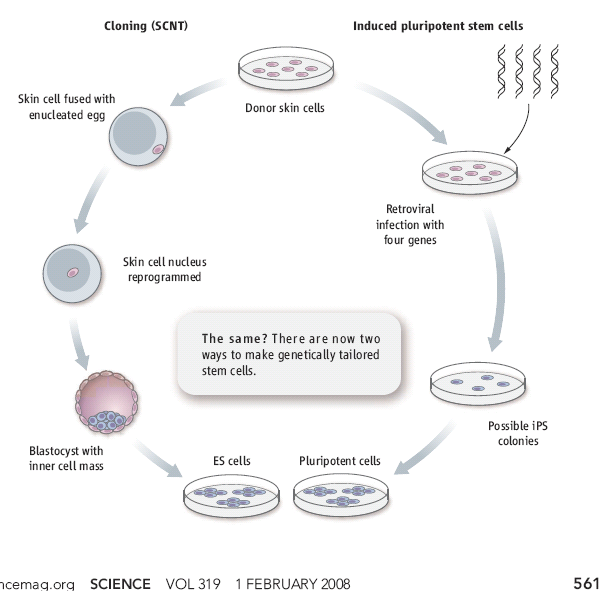 Cloning (SCNT)
Induced pluripotent stem cells
Donor skin cells
Skin cell fused with
enucleated egg
Retroviral
infection with
four genes
Skin cell nucleus
reprogrammed
The same? There are now two
ways to make genetically tailored
stem cells.
Possible iPS
colonies
Blastocyst with
inner cell mass
ES cells
Pluripotent cells
ncemag.org SCIENCE VOL 319 1 FEBRUARY 2008
561